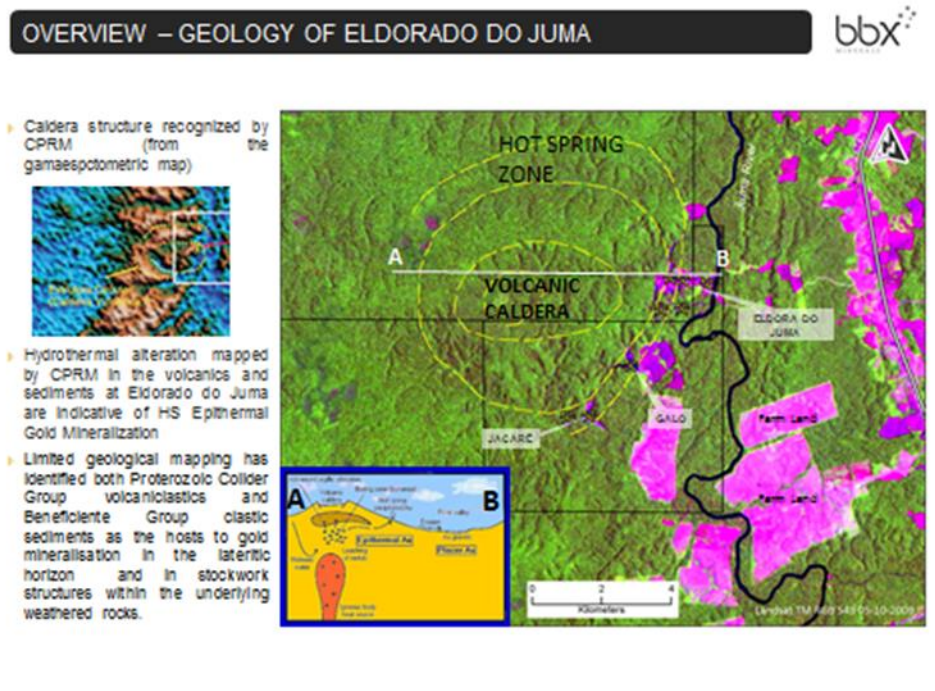 OVERVIEW – GEOLOGY OF ELDORADO DO JUMA
bbx
MINERALS
Caldera structure recognized by
CPRM (from the
gamaespctometric map)
Hydrothermal alteration mapped
by CPRM in the volcanics and
sediments at Eldorado do Juma
are indicative of HS Epithermal
Gold Mineralization
Limited geological mapping has
identified both Proterozoic Colider
Group volcaniclastics and
Beneficiente Group clastic
sediments as the hosts to gold
mineralisation in the lateritic
horizon and in stockwork
structures within the underlying
weathered rocks.
HOT SPRING
ZONE
A
B
VOLCANIC
CALDERA
Juma River
ELDORA DO
JUMA
GALO
JACARE
Farm Land
Farm Land
A
B
Epithermal Au
Placer Au
0 2 4
Kilometers